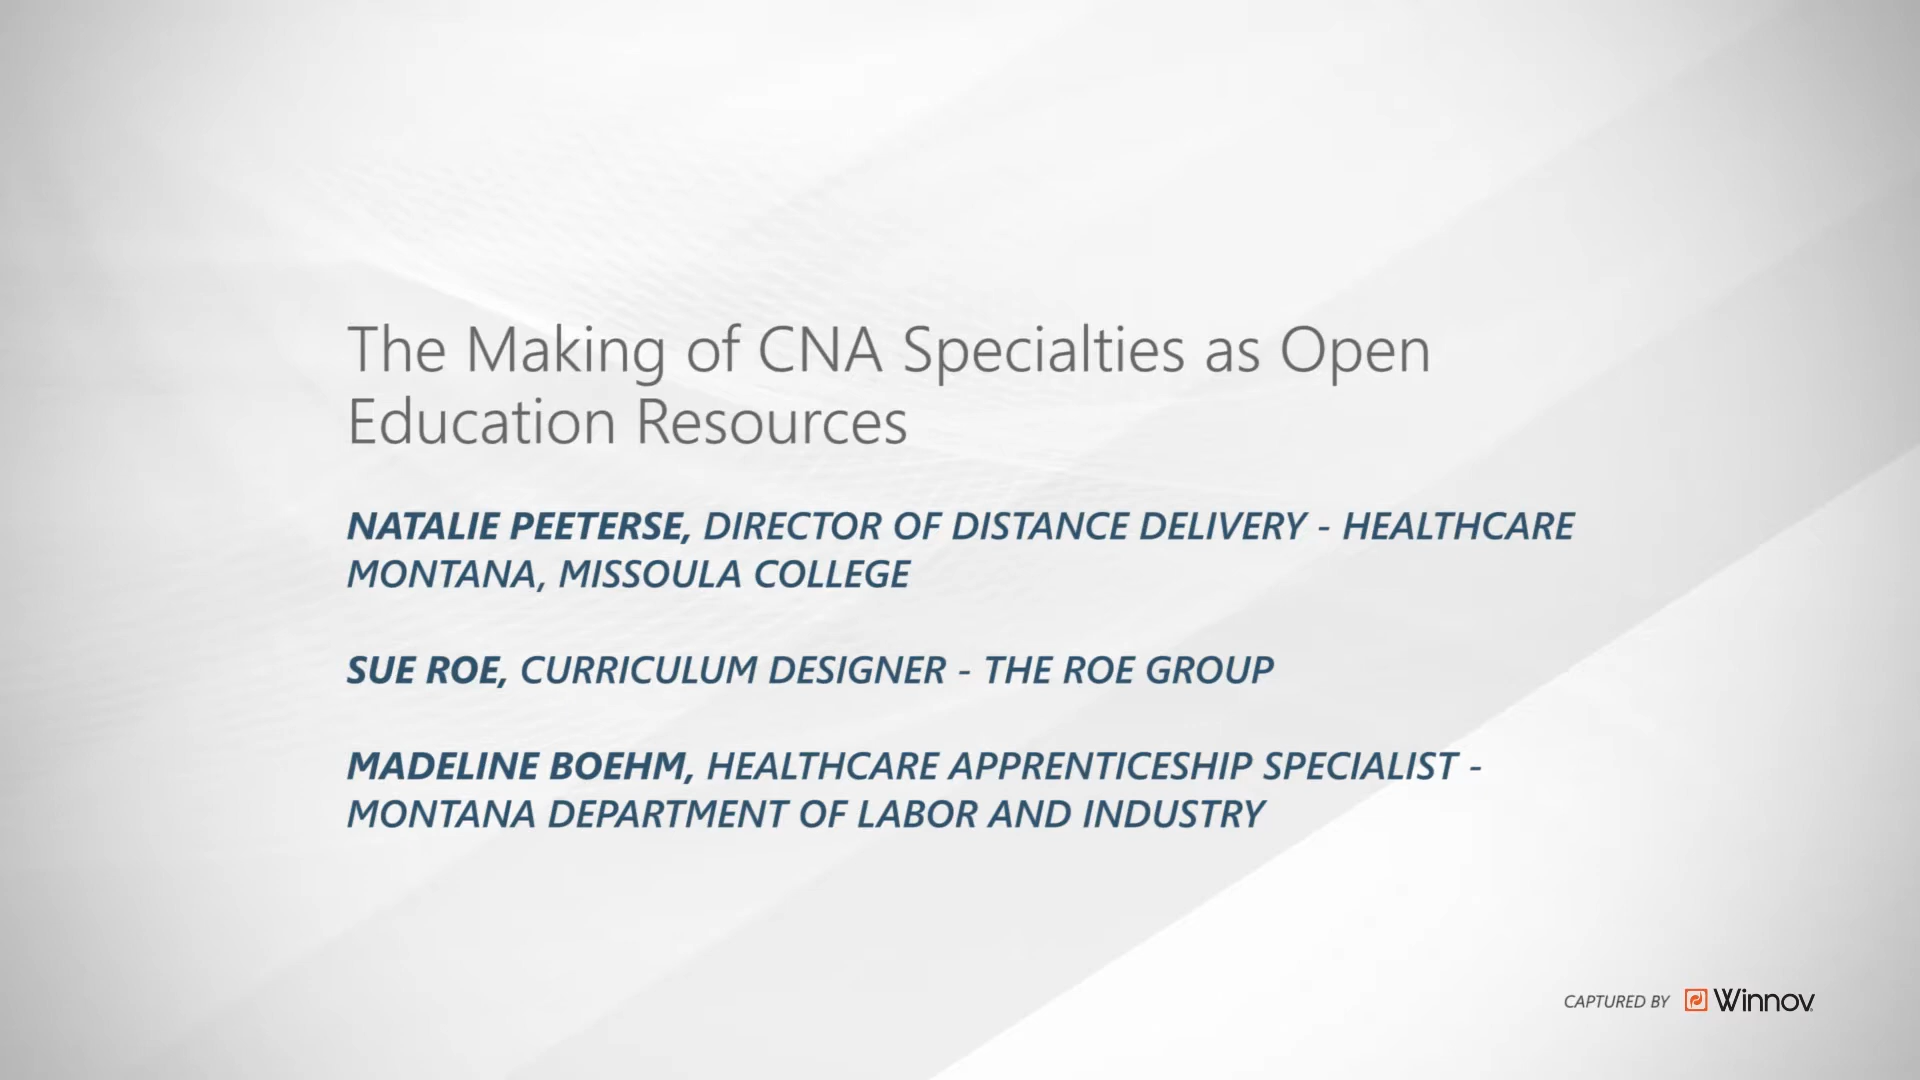 The Making of CNA Specialties as Open
Education Resources
NATALIE PEETERSE, DIRECTOR OF DISTANCE DELIVERY - HEALTHCARE
MONTANA, MISSOULA COLLEGE
SUE ROE, CURRICULUM DESIGNER - THE ROE GROUP
MADELINE BOEHM, HEALTHCARE APPRENTICESHIP SPECIALIST -
MONTANA DEPARTMENT OF LABOR AND INDUSTRY
CAPTURED BY Winnov